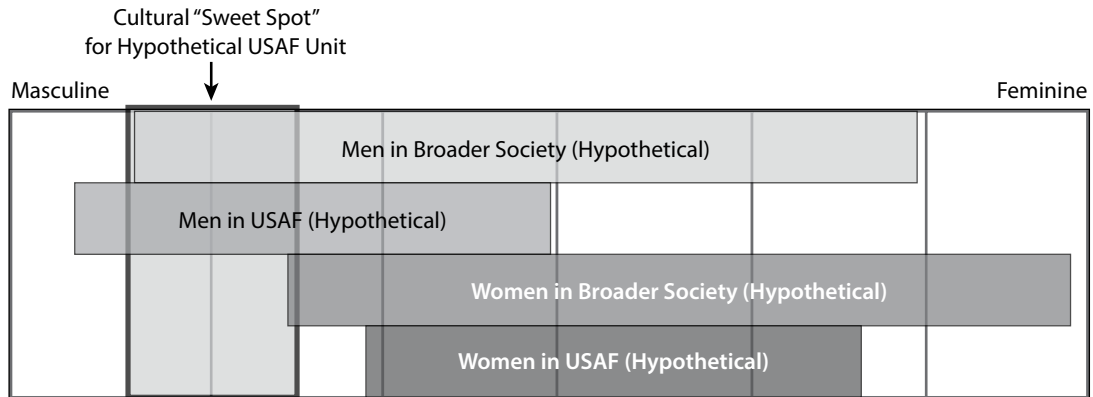 Cultural “Sweet Spot”
for Hypothetical USAF Unit
Masculine
Feminine
Men in Broader Society (Hypothetical)
Men in USAF (Hypothetical)
Women in Broader Society (Hypothetical)
Women in USAF (Hypothetical)